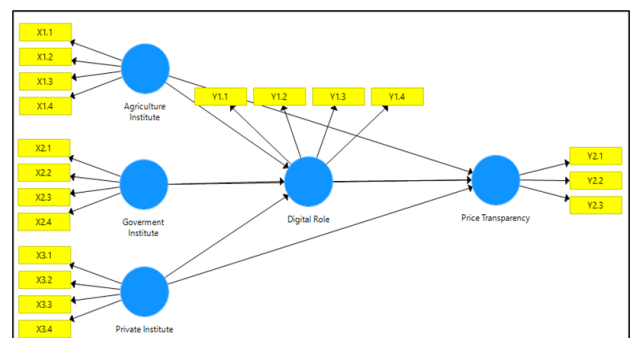 X1.1
X1.2
X1.3
X1.4
Agriculture
Institute
Y1.1
Y1.2
Y1.3
Y1.4
X2.1
X2.2
X2.3
X2.4
Goverment
Institute
Digital Role
Price Transparency
Y2.1
Y2.2
Y2.3
X3.1
X3.2
X3.3
X3.4
Private Institute